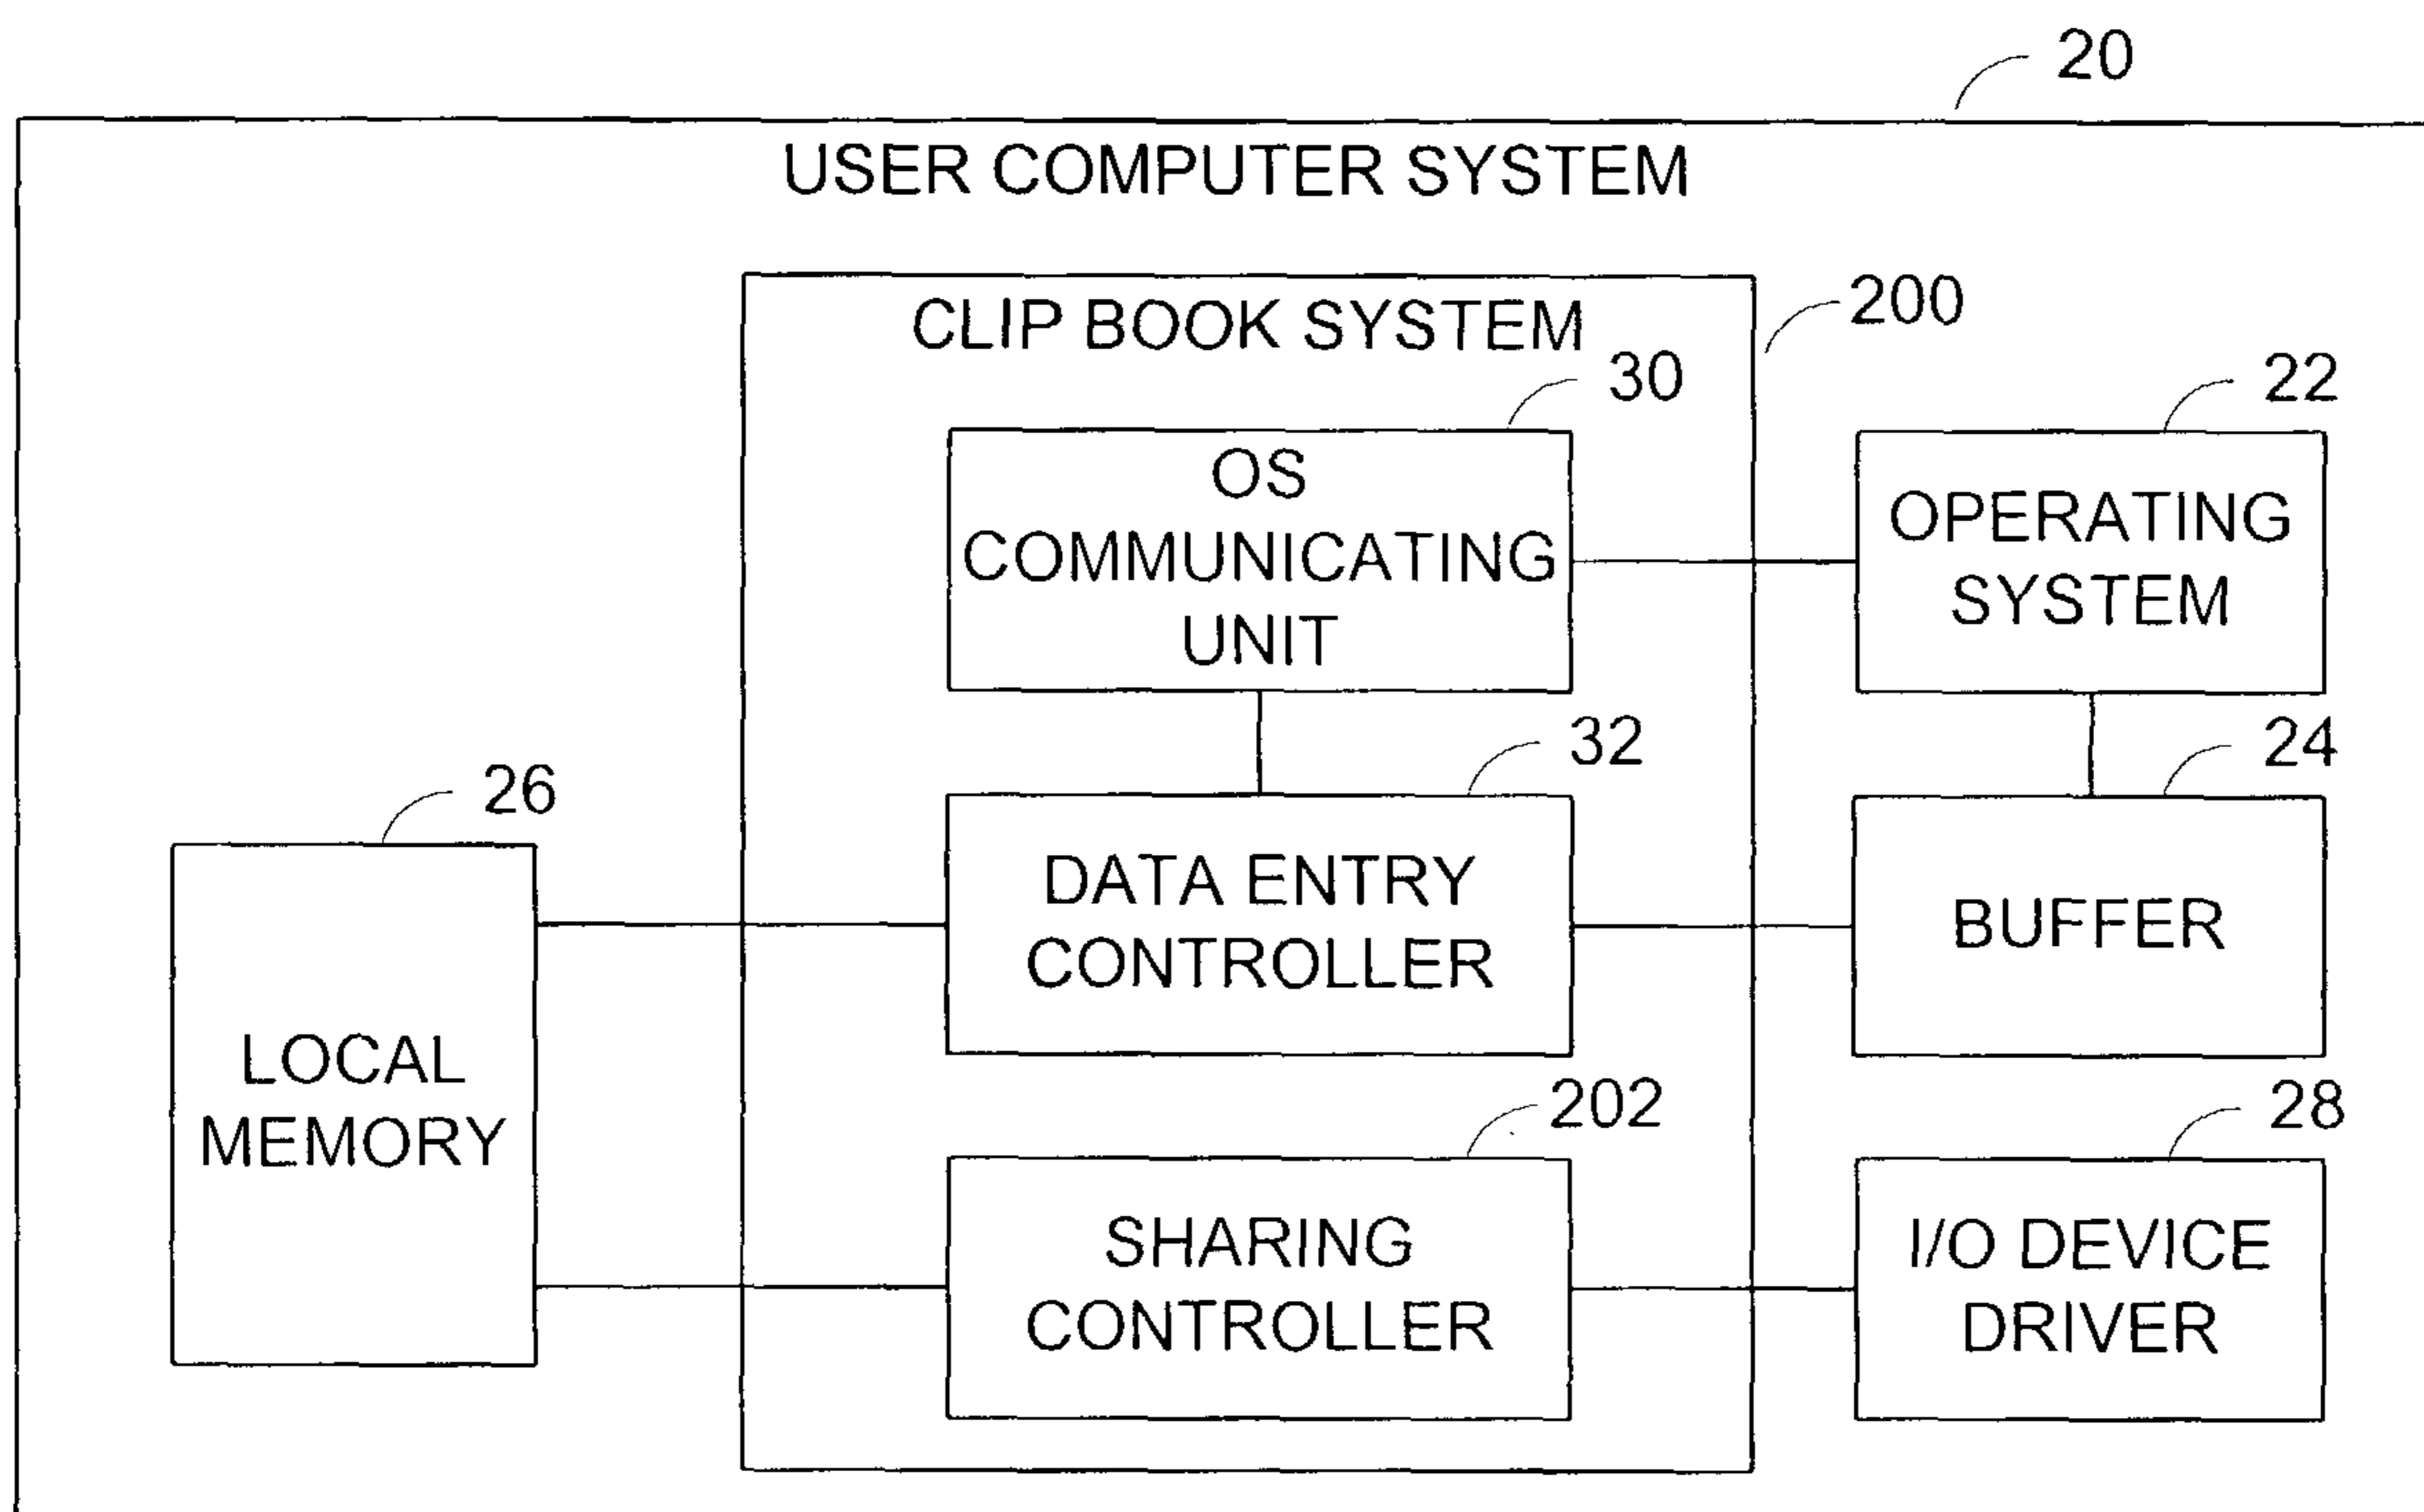 20
USER COMPUTER SYSTEM
CLIP BOOK SYSTEM
200
30
22
OS
COMMUNICATING
UNIT
OPERATING
SYSTEM
32
24
26
DATA ENTRY
CONTROLLER
BUFFER
LOCAL
MEMORY
202
28
SHARING
CONTROLLER
I/O DEVICE
DRIVER